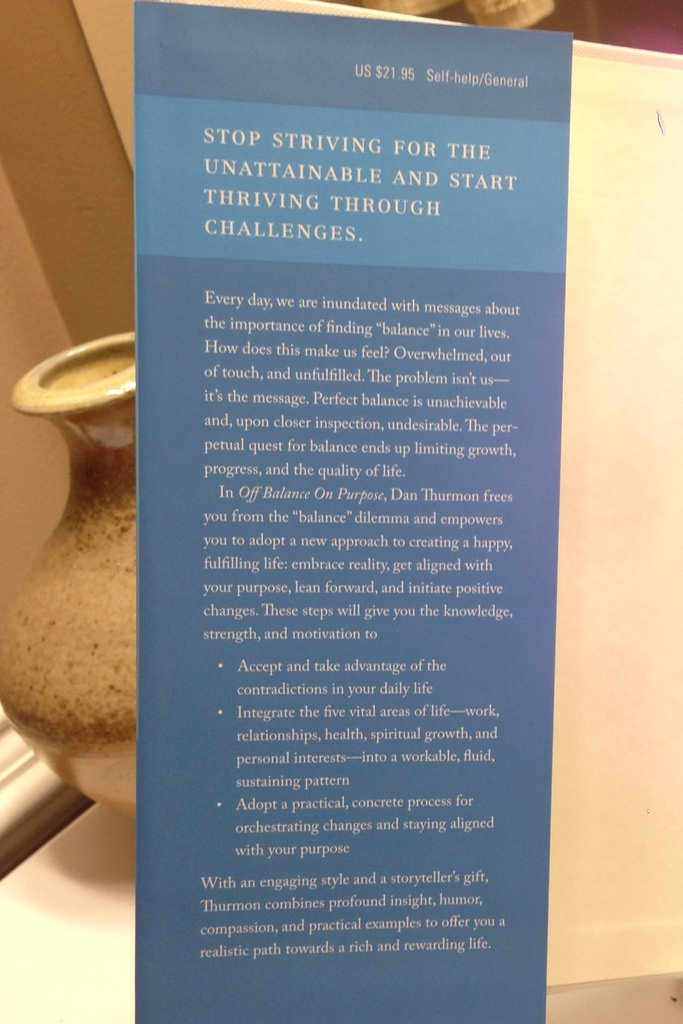 US $21.95 Self-help/General
STOP STRIVING FOR THE
UNATTAINABLE AND START
THRIVING THROUGH
CHALLENGES.
Every day, we are inundated with messages about
the importance of finding “balance” in our lives.
How does this make us feel? Overwhelmed, out
of touch, and unfulfilled. The problem isn't us—
it's the message. Perfect balance is unachievable
and, upon closer inspection, undesirable. The per-
petual quest for balance ends up limiting growth,
progress, and the quality of life.
In Off Balance On Purpose, Dan Thurmon frees
you from the “balance” dilemma and empowers
you to adopt a new approach to creating a happy,
fulfilling life: embrace reality, get aligned with
your purpose, lean forward, and initiate positive
changes. These steps will give you the knowledge,
strength, and motivation to
• Accept and take advantage of the
contradictions in your daily life
• Integrate the five vital areas of life—work,
relationships, health, spiritual growth, and
personal interests—into a workable, fluid,
sustaining pattern
• Adopt a practical, concrete process for
orchestrating changes and staying aligned
with your purpose
With an engaging style and a storyteller's gift,
Thurmon combines profound insight, humor,
compassion, and practical examples to offer you a
realistic path towards a rich and rewarding life.